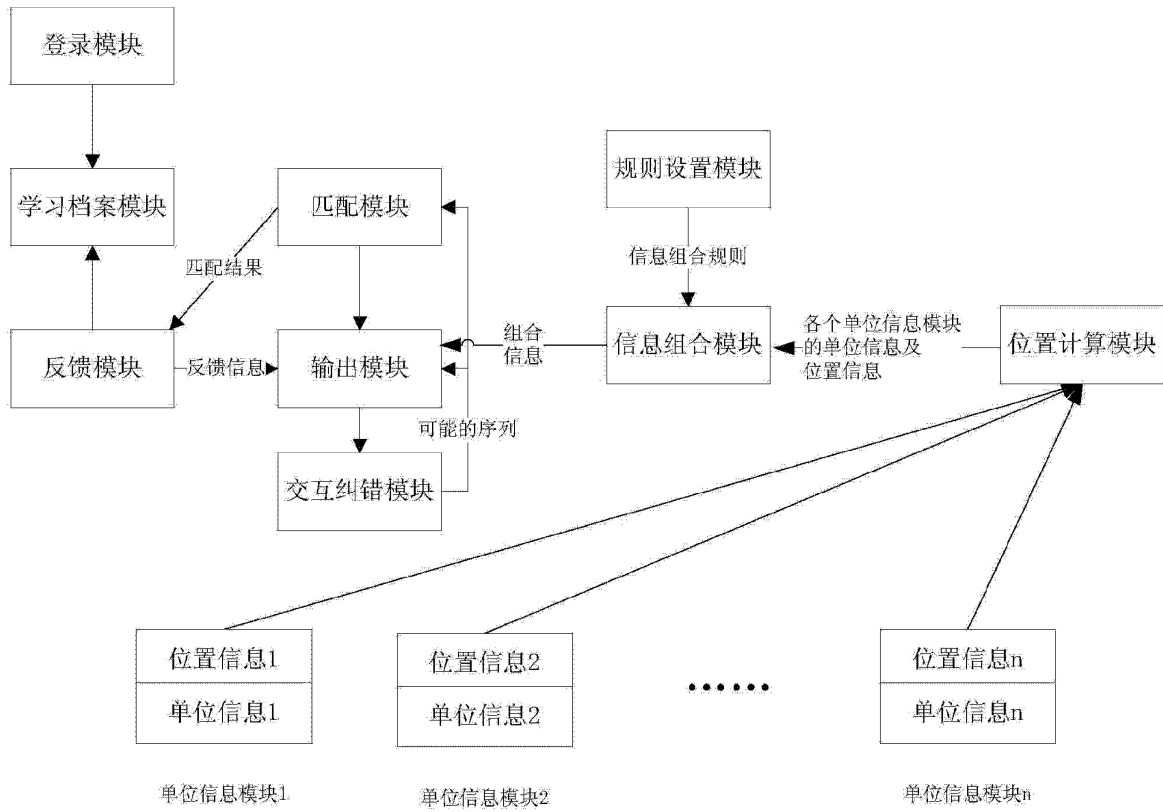 登录模块
学习档案模块
匹配模块
规则设置模块
匹配结果
信息组合规则
反馈模块
反馈信息
输出模块
组合
信息
信息组合模块
各个单位信息模块
的单位信息及
位置信息
位置计算模块
可能的序列
交互纠错模块
位置信息1
单位信息1
位置信息2
单位信息2
······
位置信息n
单位信息n
单位信息模块1
单位信息模块2
单位信息模块n